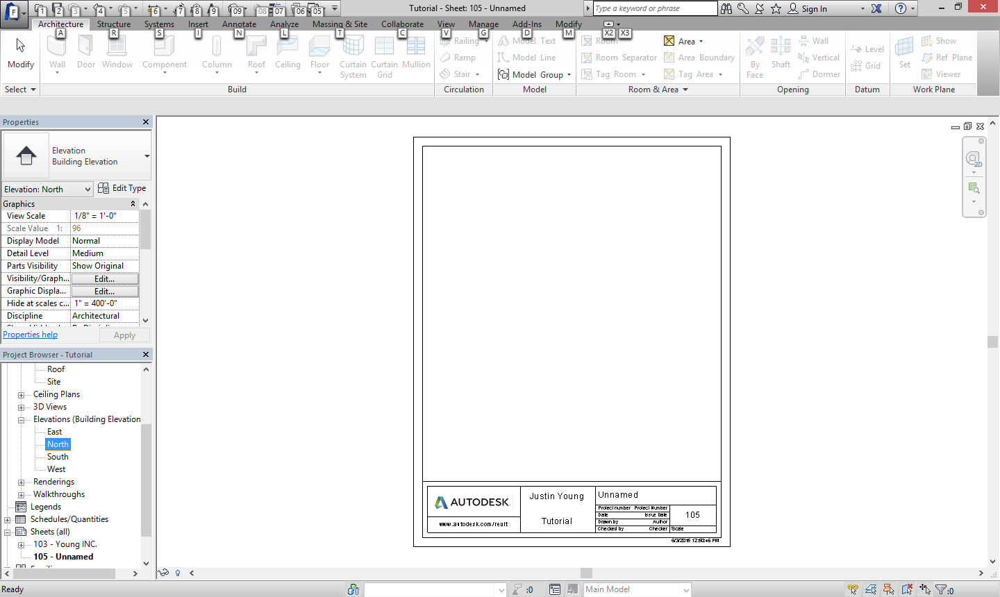 Tutorial - Sheet: 105 - Unnamed
Type a keyword or phrase
Sign In
F
1
2
3
4
5
6
7
8
9
09
08
07
06
05
Architecture
Structure
Systems
Insert
Annotate
Analyze
Massing & Site
Collaborate
View
Manage
Add-Ins
Modify
A
R
S
I
N
L
T
C
V
G
D
M
X2
X3
Modify
Wall
Door
Window
Component
Column
Roof
Ceiling
Floor
Curtain System
Curtain Grid
Mullion
Railing
Ramp
Stair
Model Text
Model Line
Model Group
Room
Room Separator
Tag Room
Area
Area Boundary
Tag Area
By Face
Shaft
Wall
Vertical
Dormer
Level
Grid
Set
Show
Ref Plane
Viewer
Select
Build
Circulation
Model
Room & Area
Opening
Datum
Work Plane
Properties
Elevation
Building Elevation
Elevation: North
Edit Type
Graphics
View Scale 1/8" = 1'-0"
Scale Value 1: 96
Display Model Normal
Detail Level Medium
Parts Visibility Show Original
Visibility/Graph... Edit...
Graphic Displa... Edit...
Hide at scales c... 1" = 400'-0"
Discipline Architectural
Properties help
Apply
Project Browser - Tutorial
Roof
Site
Ceiling Plans
3D Views
Elevations (Building Elevation
East
North
South
West
Renderings
Walkthroughs
Legends
Schedules/Quantities
Sheets (all)
103 - Young INC.
105 - Unnamed
2D
AUTODESK
www.autodesk.com/revit
Justin Young
Tutorial
Unnamed
Project number Project Number
Date Issue Date
Drawn by Author
Checked by Checker
105
Scale
6/3/2015 12:50:46 PM
Ready
:0
Main Model
:0